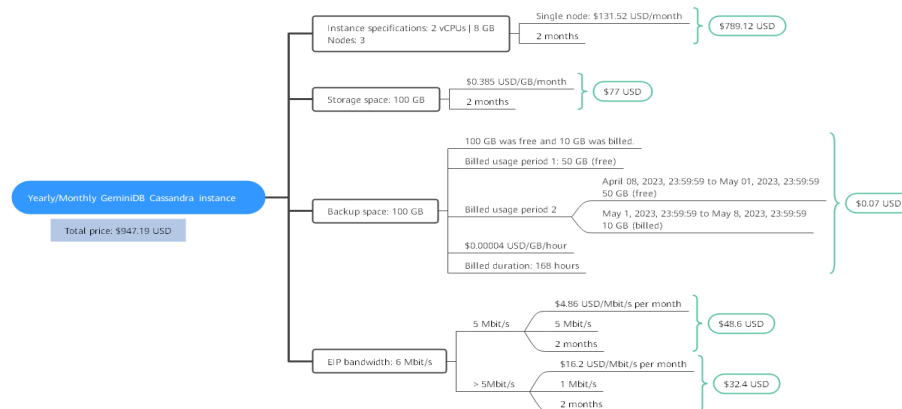 Yearly/Monthly GeminiDB Cassandra instance
Total price: $947.19 USD
Instance specifications: 2 vCPUs | 8 GB
Nodes: 3
Single node: $131.52 USD/month
2 months
$789.12 USD
Storage space: 100 GB
$0.385 USD/GB/month
2 months
$77 USD
Backup space: 100 GB
100 GB was free and 10 GB was billed.
Billed usage period 1: 50 GB (free)
Billed usage period 2
April 08, 2023, 23:59:59 to May 01, 2023, 23:59:59
50 GB (free)
May 1, 2023, 23:59:59 to May 8, 2023, 23:59:59
10 GB (billed)
$0.00004 USD/GB/hour
Billed duration: 168 hours
$0.07 USD
EIP bandwidth: 6 Mbit/s
5 Mbit/s
$4.86 USD/Mbit/s per month
5 Mbit/s
2 months
$48.6 USD
> 5Mbit/s
$16.2 USD/Mbit/s per month
1 Mbit/s
2 months
$32.4 USD